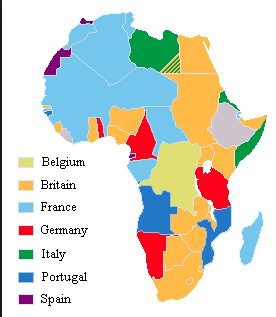 Belgium
Britain
France
Germany
Italy
Portugal
Spain